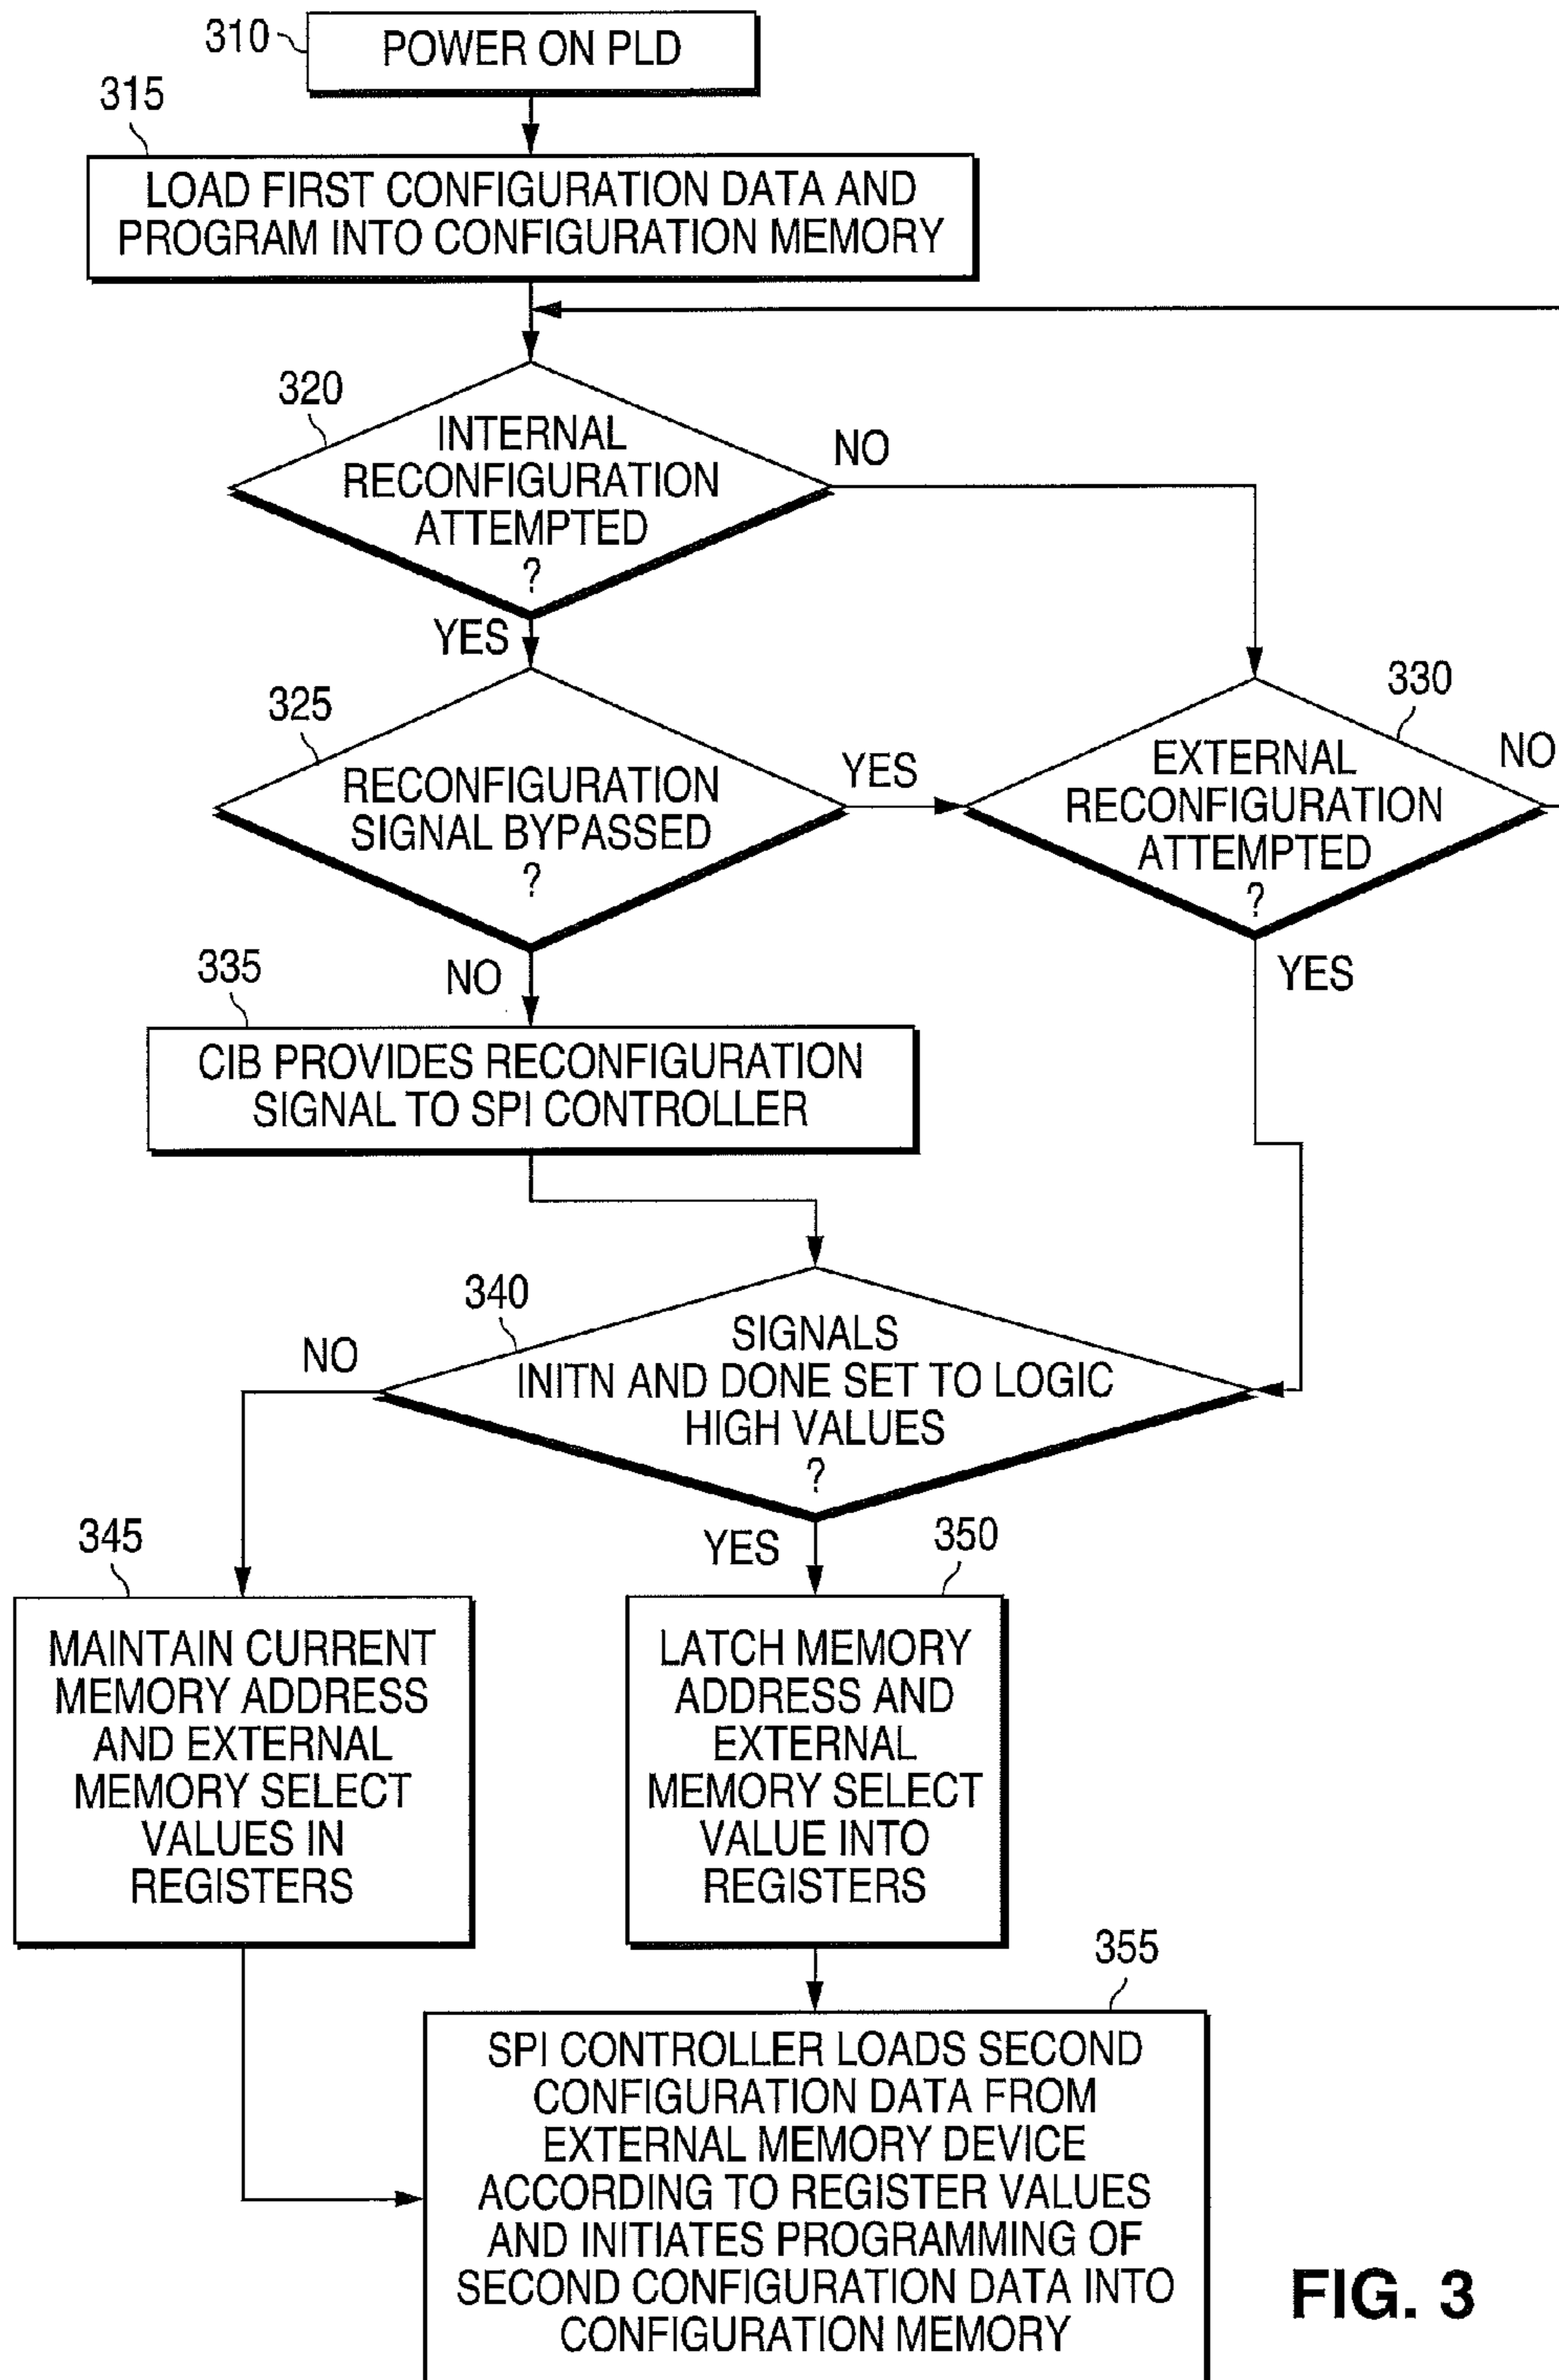 310
POWER ON PLD
315
LOAD FIRST CONFIGURATION DATA AND
PROGRAM INTO CONFIGURATION MEMORY
320
INTERNAL
RECONFIGURATION
ATTEMPTED
?
NO
YES
325
RECONFIGURATION
SIGNAL BYPASSED
?
YES
330
EXTERNAL
RECONFIGURATION
ATTEMPTED
?
NO
YES
NO
335
CIB PROVIDES RECONFIGURATION
SIGNAL TO SPI CONTROLLER
340
SIGNALS
INITN AND DONE SET TO LOGIC
HIGH VALUES
?
NO
YES
345
MAINTAIN CURRENT
MEMORY ADDRESS
AND EXTERNAL
MEMORY SELECT
VALUES IN
REGISTERS
350
LATCH MEMORY
ADDRESS AND
EXTERNAL
MEMORY SELECT
VALUE INTO
REGISTERS
355
SPI CONTROLLER LOADS SECOND
CONFIGURATION DATA FROM
EXTERNAL MEMORY DEVICE
ACCORDING TO REGISTER VALUES
AND INITIATES PROGRAMMING OF
SECOND CONFIGURATION DATA INTO
CONFIGURATION MEMORY
FIG. 3